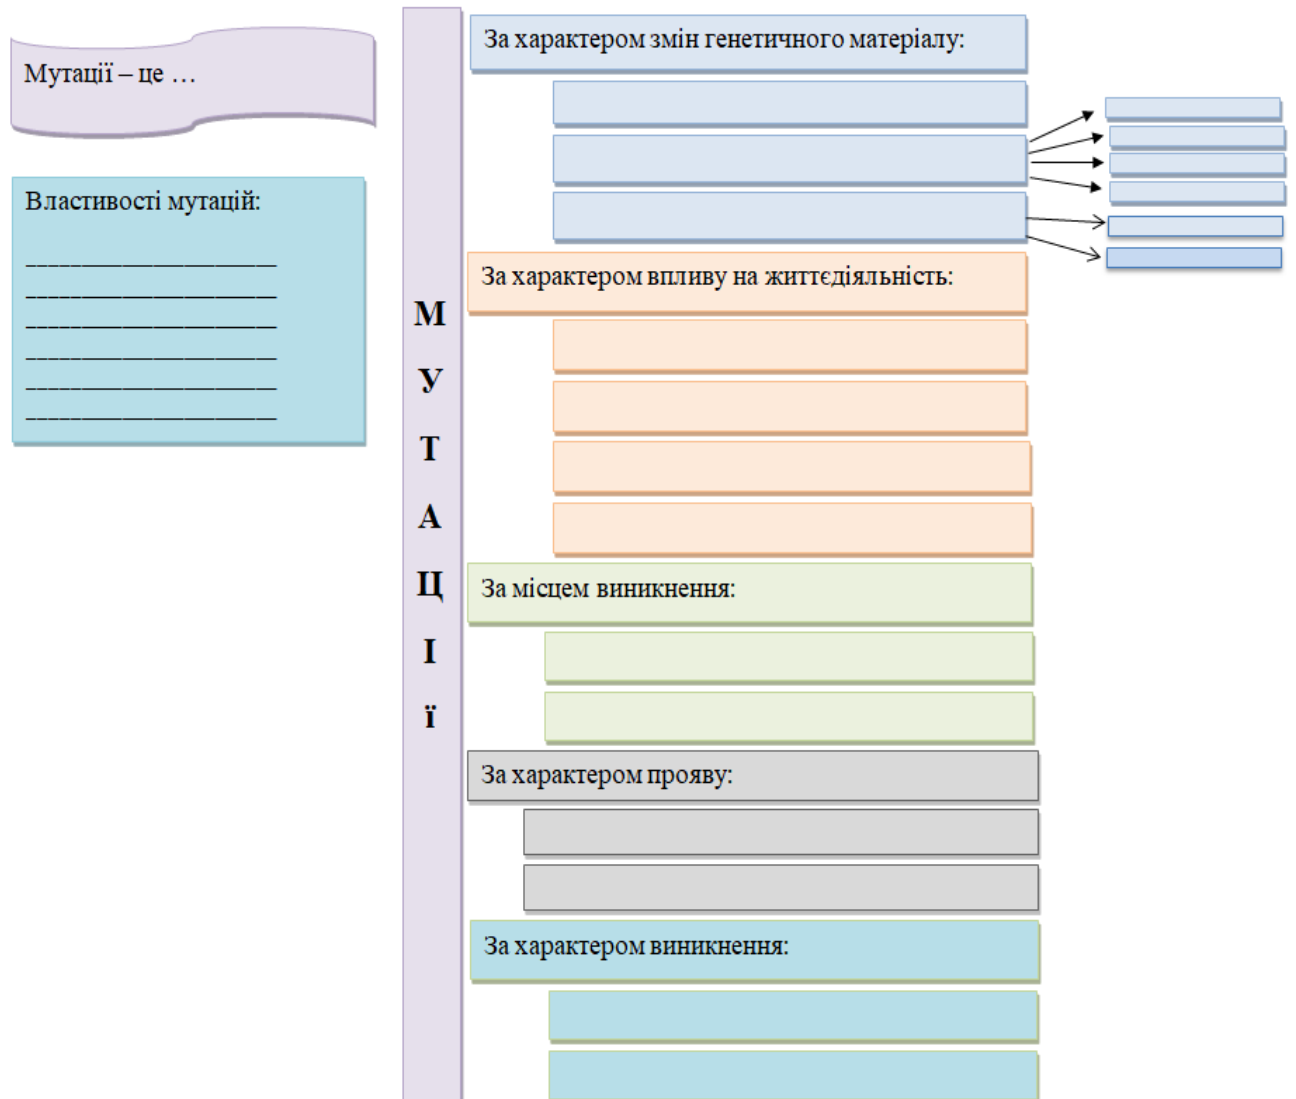 Мутації – це …
Властивості мутацій:
М
У
Т
А
Ц
І
ї
За характером змін генетичного матеріалу:
За характером впливу на життєдіяльність:
За місцем виникнення:
За характером прояву:
За характером виникнення: